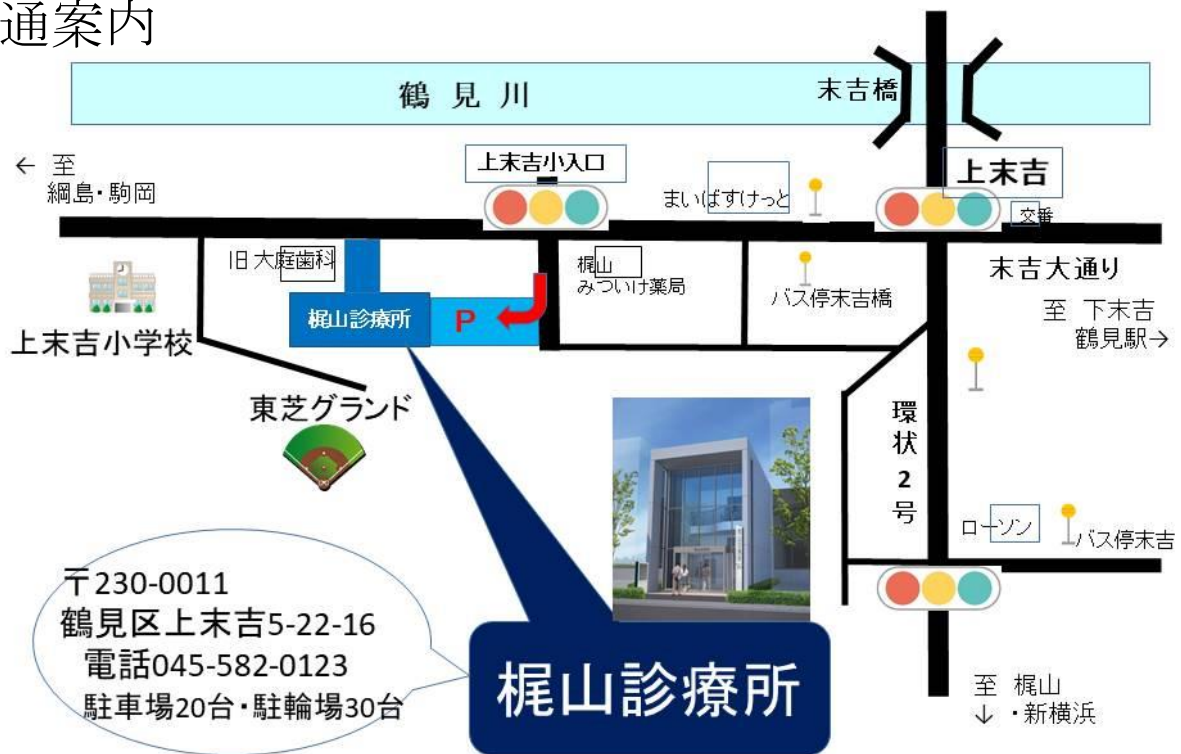 通案内
鶴見川
末吉橋
← 至
綱島・駒岡
上末吉小入口
まいばすけっと
上末吉
交番
旧大庭歯科
梶山
みついけ薬局
バス停末吉橋
末吉大通り
至 下末吉
鶴見駅→
梶山診療所
P
上末吉小学校
東芝グランド
環状2号
ローソン
バス停末吉
〒230-0011
鶴見区上末吉5-22-16
電話045-582-0123
駐車場20台・駐輪場30台
梶山診療所
至 梶山
↓ ・新横浜